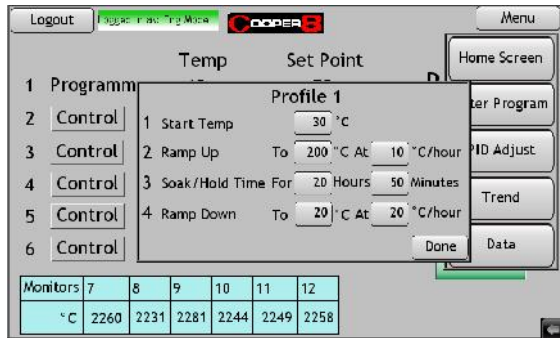 Logout
COOPER
Menu
Temp Set Point
Home Screen
1 Programm
Profile 1
ter Program
1 Start Temp 30 °C
2 Control
2 Ramp Up To 200 °C At 10 °C/hour
3 Control
PID Adjust
3 Soak/Hold Time For 20 Hours 50 Minutes
4 Control
Trend
4 Ramp Down To 20 °C At 20 °C/hour
5 Control
Done
6 Control
Data
Monitors 7 8 9 10 11 12
°C 2260 2231 2281 2244 2249 2258